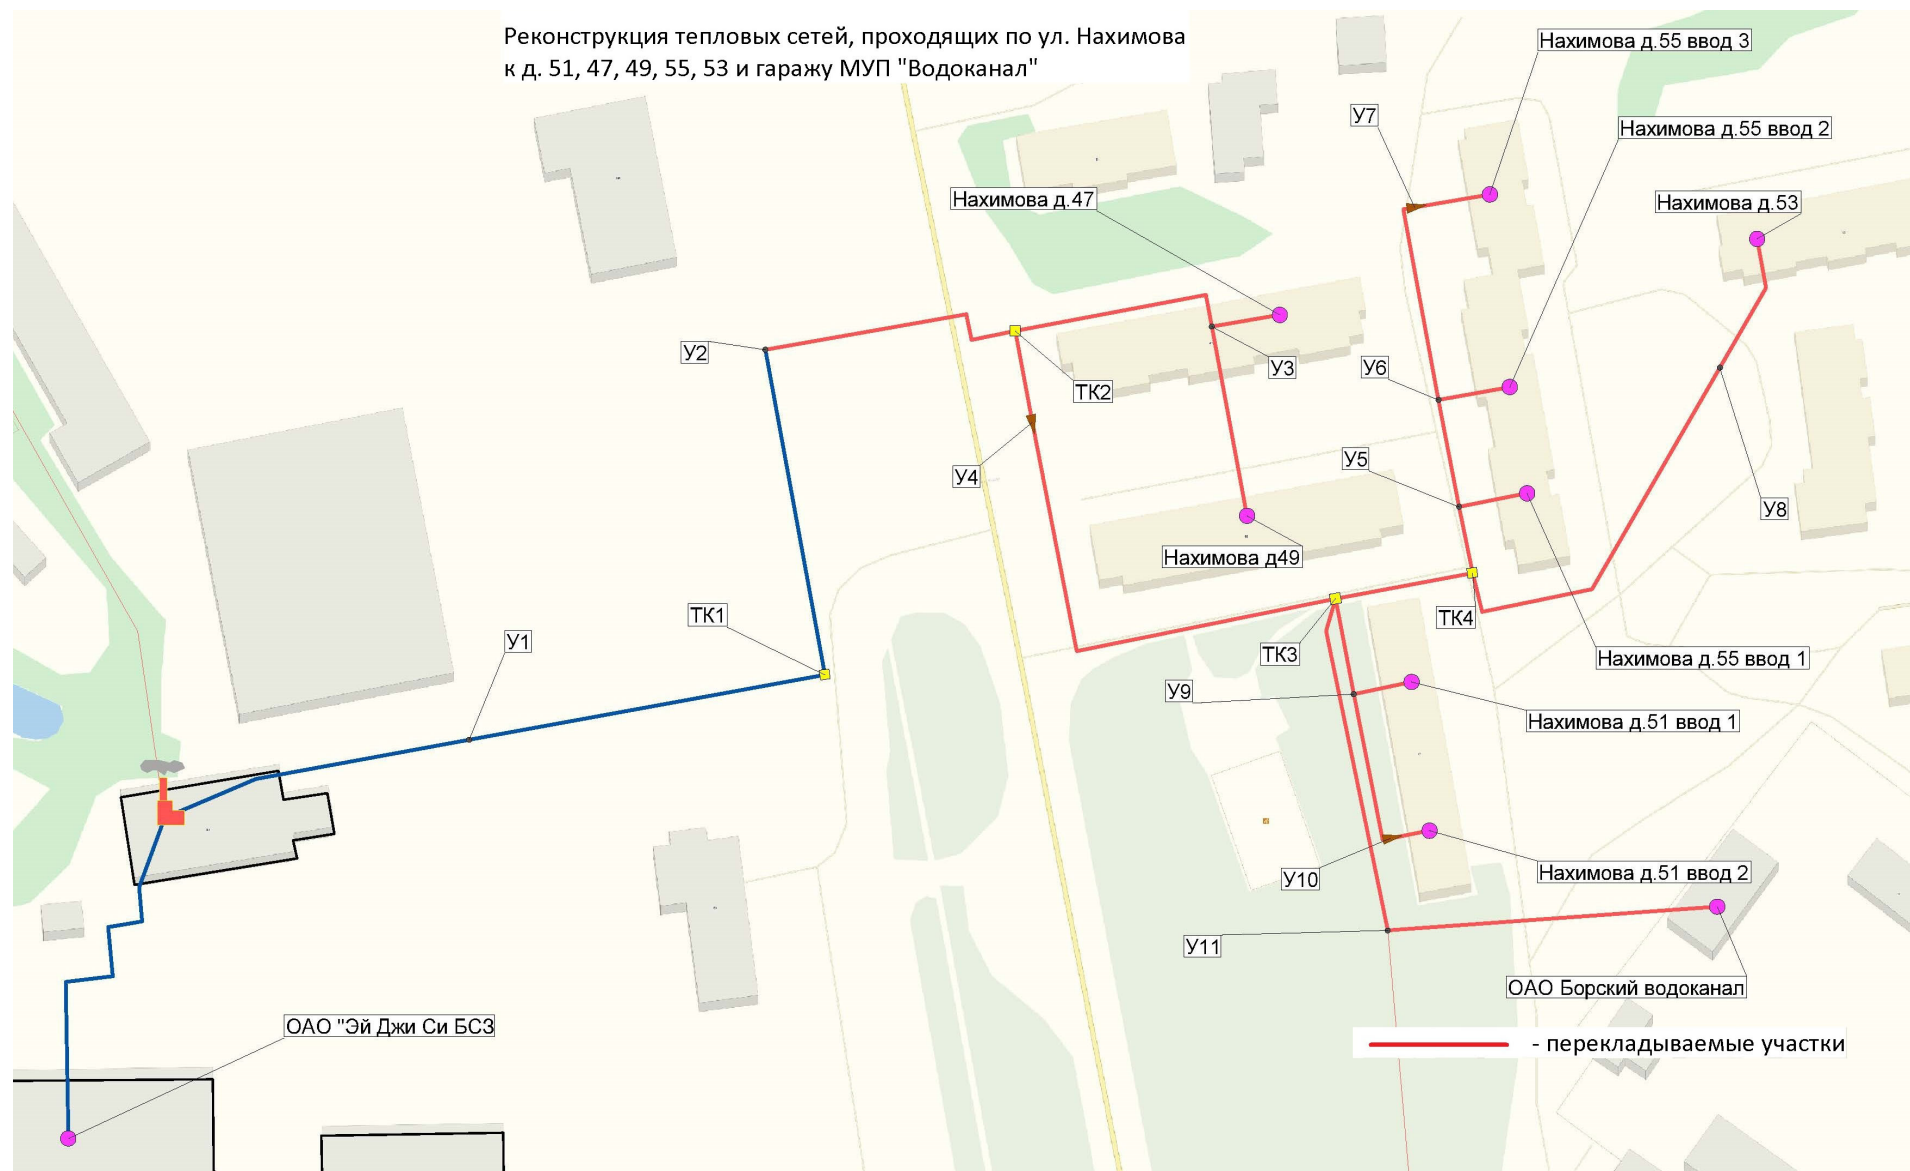 Реконструкция тепловых сетей, проходящих по ул. Нахимова
к д. 51, 47, 49, 55, 53 и гаражу МУП "Водоканал"
Нахимова д.55 ввод 3
У7
Нахимова д.55 ввод 2
Нахимова д.47
Нахимова д.53
У2
У3
У6
ТК2
У5
У4
У8
Нахимова д49
ТК1
У1
ТК4
ТК3
Нахимова д.55 ввод 1
У9
Нахимова д.51 ввод 1
У10
Нахимова д.51 ввод 2
У11
ОАО Борский водоканал
ОАО "Эй Джи Си БСЗ
- перекладываемые участки